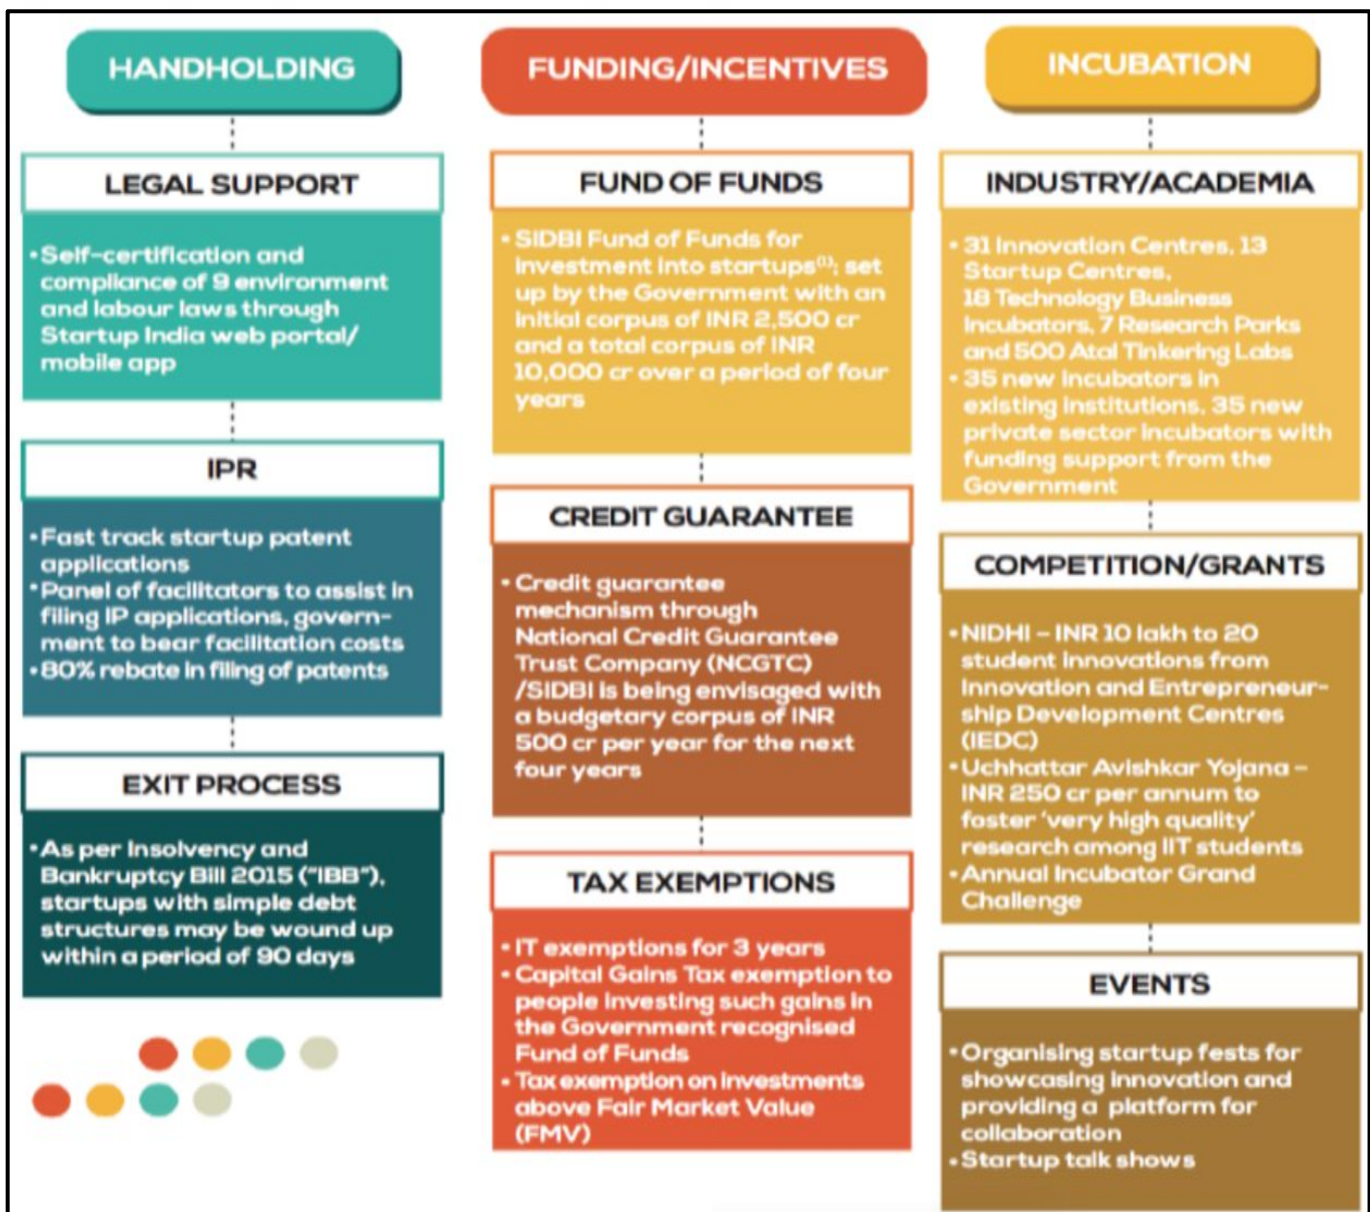 HANDHOLDING
LEGAL SUPPORT
• Self-certification and
compliance of 9 environment
and labour laws through
Startup India web portal/
mobile app
IPR
• Fast track startup patent
applications
• Panel of facilitators to assist in
filing IP applications, govern-
ment to bear facilitation costs
• 80% rebate in filing of patents
EXIT PROCESS
• As per Insolvency and
Bankruptcy Bill 2015 ("IBB"),
startups with simple debt
structures may be wound up
within a period of 90 days
FUNDING/INCENTIVES
FUND OF FUNDS
• SIDBI Fund of Funds for
investment into startups⁽¹⁾; set
up by the Government with an
initial corpus of INR 2,500 cr
and a total corpus of INR
10,000 cr over a period of four
years
CREDIT GUARANTEE
• Credit guarantee
mechanism through
National Credit Guarantee
Trust Company (NCGTC)
/SIDBI is being envisaged with
a budgetary corpus of INR
500 cr per year for the next
four years
TAX EXEMPTIONS
• IT exemptions for 3 years
• Capital Gains Tax exemption to
people investing such gains in
the Government recognised
Fund of Funds
• Tax exemption on investments
above Fair Market Value
(FMV)
INCUBATION
INDUSTRY/ACADEMIA
• 31 Innovation Centres, 13
Startup Centres,
18 Technology Business
Incubators, 7 Research Parks
and 500 Atal Tinkering Labs
• 35 new incubators in
existing institutions, 35 new
private sector incubators with
funding support from the
Government
COMPETITION/GRANTS
• NIDHI – INR 10 lakh to 20
student innovations from
Innovation and Entrepreneur-
ship Development Centres
(IEDC)
• Uchhattar Avishkar Yojana –
INR 250 cr per annum to
foster 'very high quality'
research among IIT students
• Annual Incubator Grand
Challenge
EVENTS
• Organising startup fests for
showcasing innovation and
providing a platform for
collaboration
• Startup talk shows